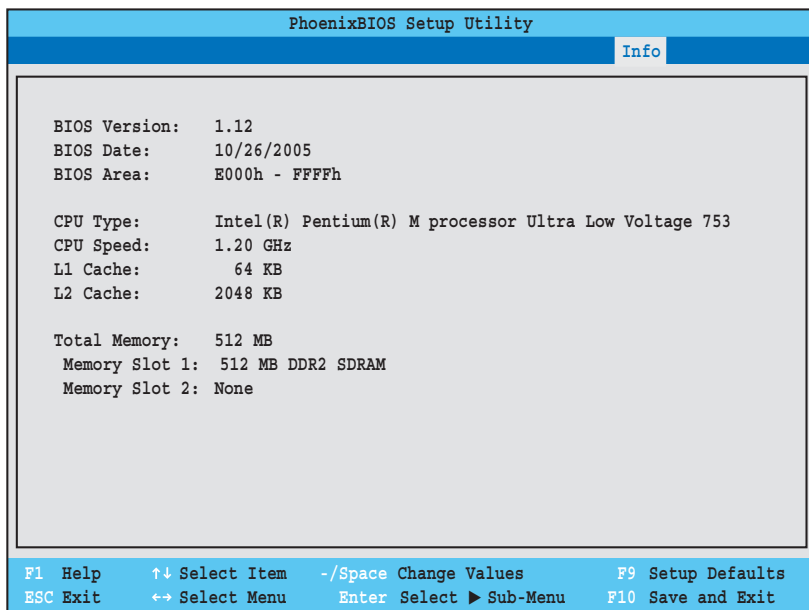 PhoenixBIOS Setup Utility
Info
BIOS Version: 1.12
BIOS Date: 10/26/2005
BIOS Area: E000h - FFFFh
CPU Type: Intel(R) Pentium(R) M processor Ultra Low Voltage 753
CPU Speed: 1.20 GHz
L1 Cache: 64 KB
L2 Cache: 2048 KB
Total Memory: 512 MB
Memory Slot 1: 512 MB DDR2 SDRAM
Memory Slot 2: None
F1 Help ↑↓ Select Item -/Space Change Values F9 Setup Defaults
ESC Exit ←→ Select Menu Enter Select ▶ Sub-Menu F10 Save and Exit